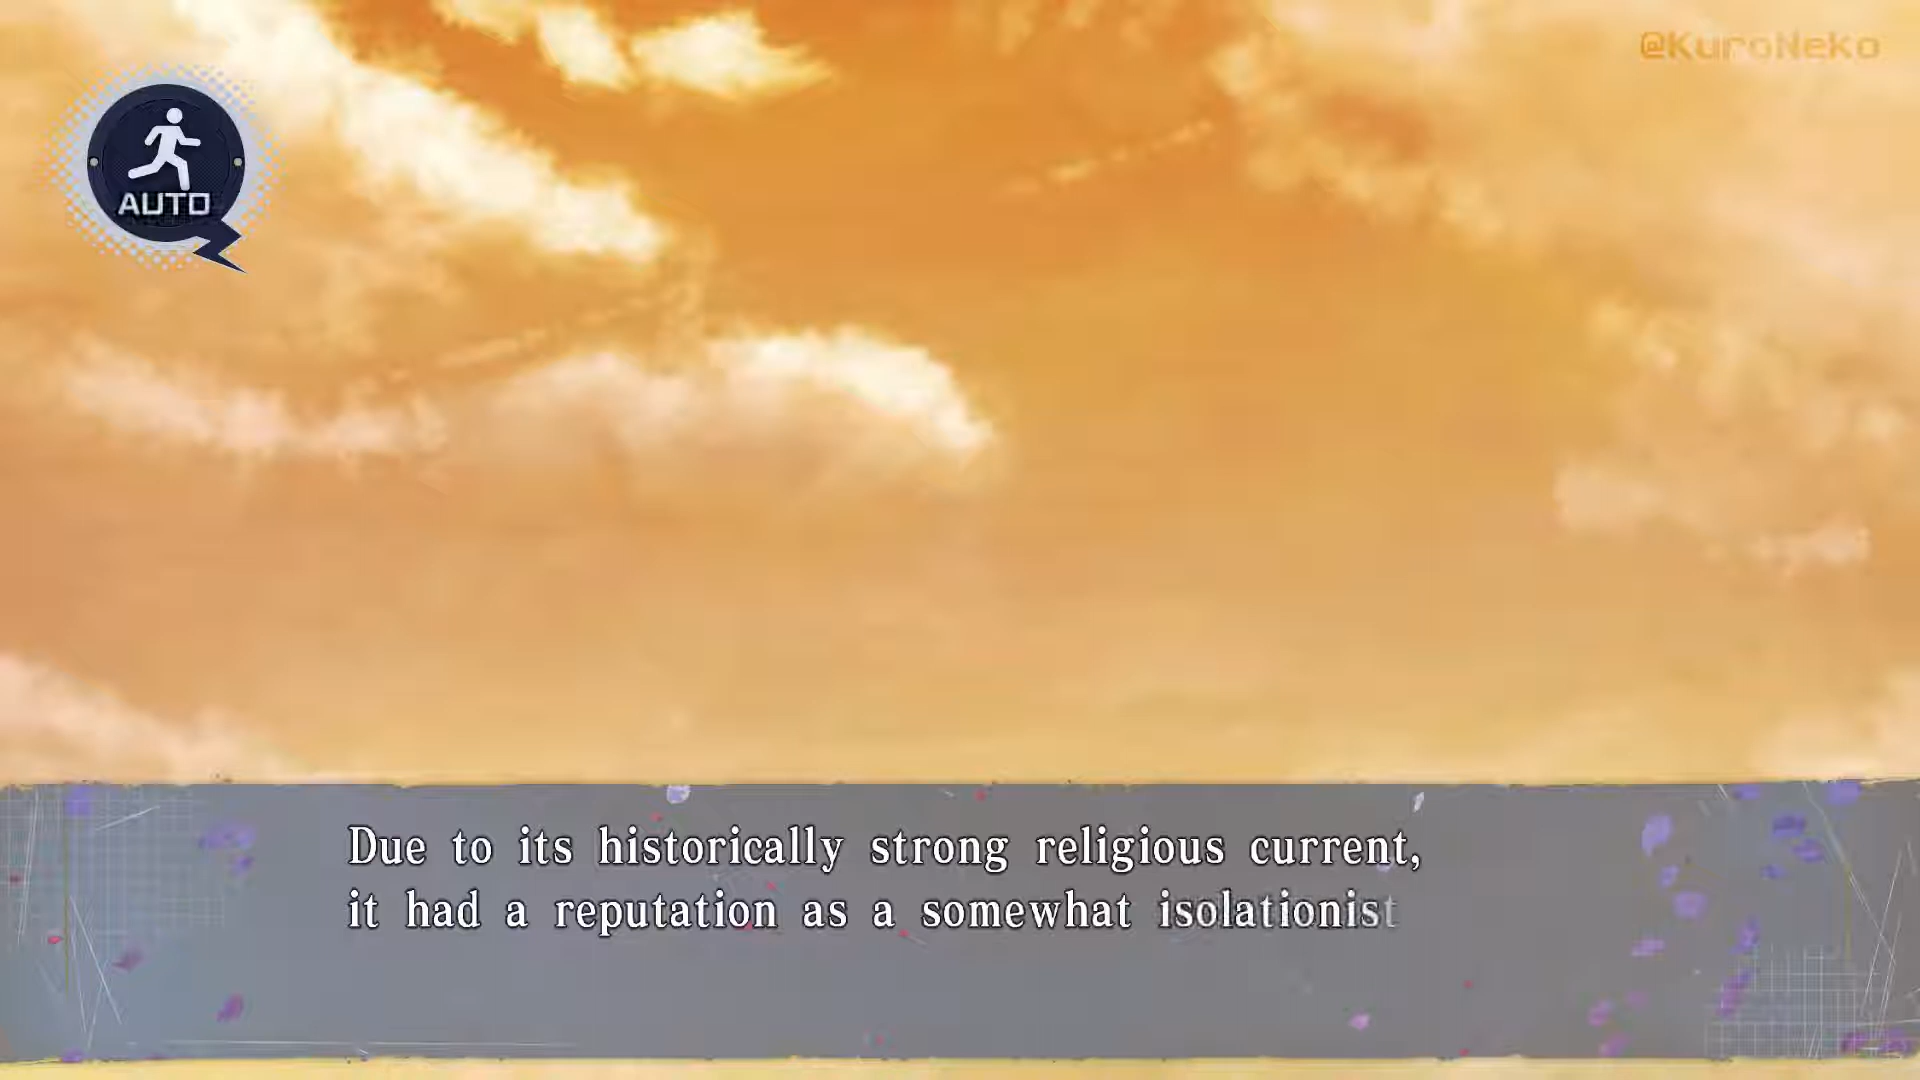 @KuroNeko
AUTO
Due to its historically strong religious current,
it had a reputation as a somewhat isolationist